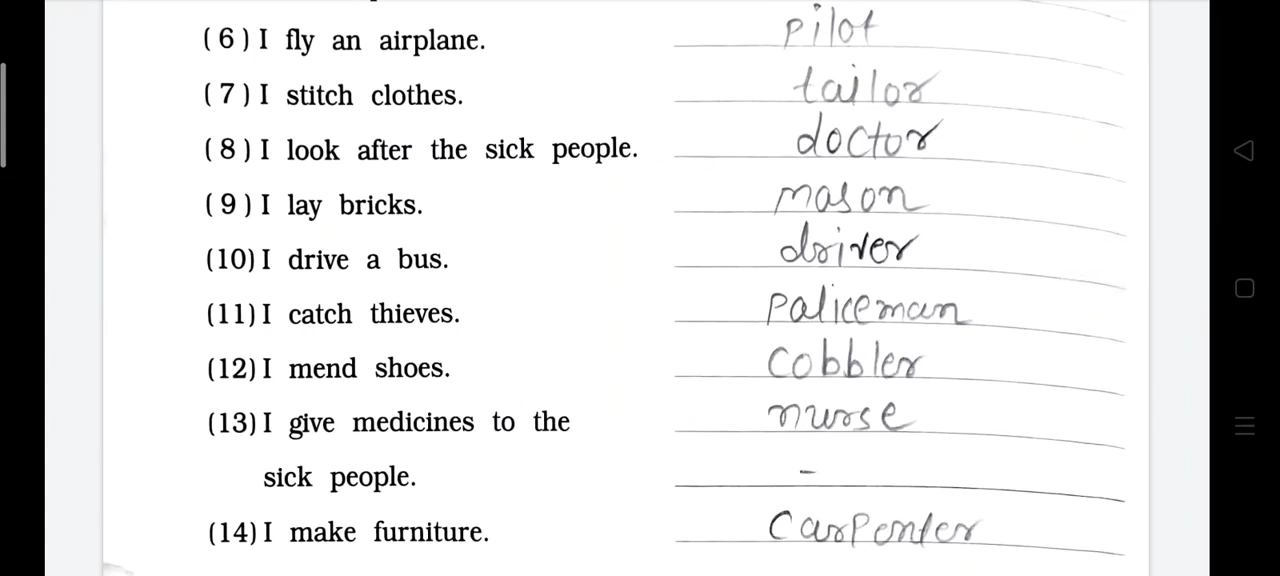 (6) I fly an airplane. pilot
(7) I stitch clothes. tailor
(8) I look after the sick people. doctor
(9) I lay bricks. mason
(10) I drive a bus. driver
(11) I catch thieves. paliceman
(12) I mend shoes. cobbler
(13) I give medicines to the nurse
sick people. -
(14) I make furniture. Carpenter